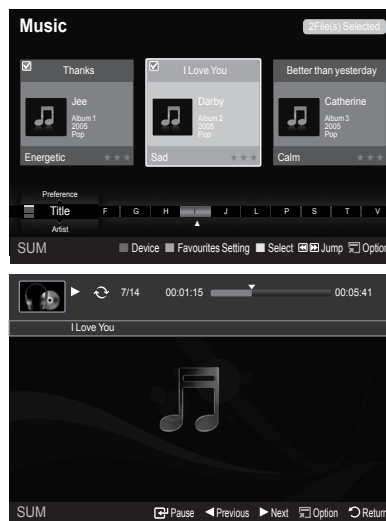 Music
2File(s) Selected
Thanks
Jee
Album 1
2005
Pop
Energetic
I Love You
Darby
Album 2
2005
Pop
Sad
Better than yesterday
Catherine
Album 3
2005
Pop
Calm
Preference
Title F G H I J L P S T V
Artist
SUM Device Favourites Setting Select Jump Option
7/14 00:01:15 00:05:41
I Love You
SUM Pause Previous Next Option Return